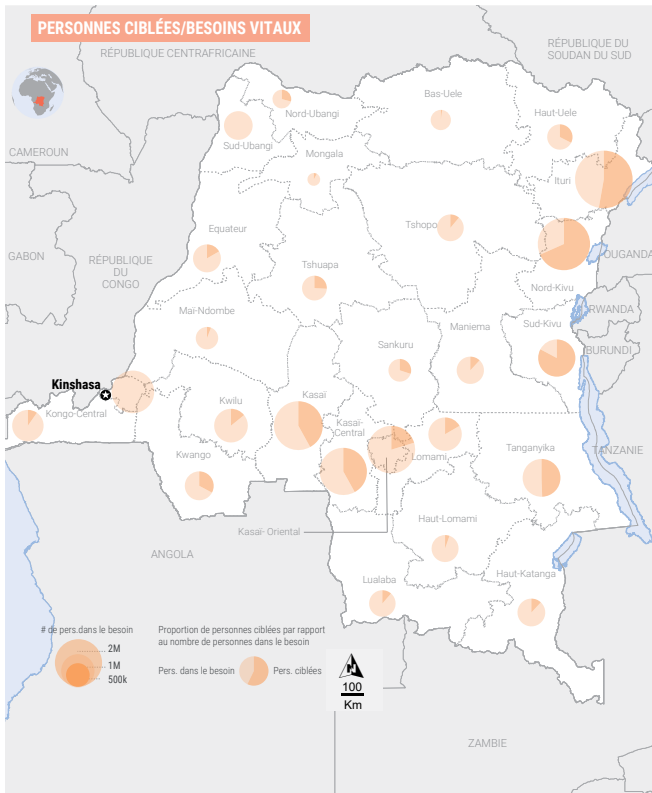 PERSONNES CIBLÉES/BESOINS VITAUX
RÉPUBLIQUE CENTRAFRICAINE
RÉPUBLIQUE DU
SOUDAN DU SUD
CAMEROUN
Nord-Ubangi
Bas-Uele
Haut-Uele
Sud-Ubangi
Mongala
Ituri
Equateur
Tshopo
GABON
RÉPUBLIQUE
DU
CONGO
Tshuapa
OUGANDA
Nord-Kivu
Maï-Ndombe
Sankuru
Maniema
Sud-Kivu
RWANDA
BURUNDI
Kinshasa
Kongo-Central
Kwilu
Kasaï
Kasaï-
Central
Kwango
Lomami
Tanganyika
TANZANIE
Kasaï- Oriental
Haut-Lomami
ANGOLA
Lualaba
Haut-Katanga
# de pers.dans le besoin
2M
1M
500k
Proportion de personnes ciblées par rapport
au nombre de personnes dans le besoin
Pers. dans le besoin
Pers. ciblées
N
100
Km
ZAMBIE